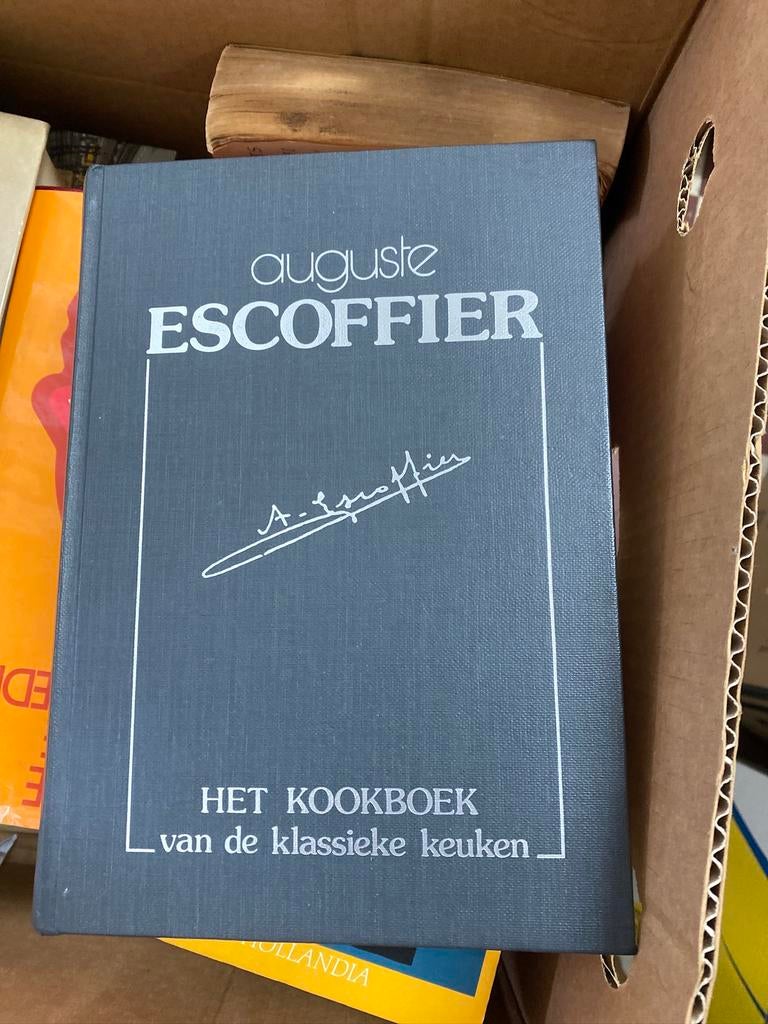 auguste
ESCOFFIER
A. Escoffier
HET KOOKBOEK
van de klassieke keuken
HOLLANDIA